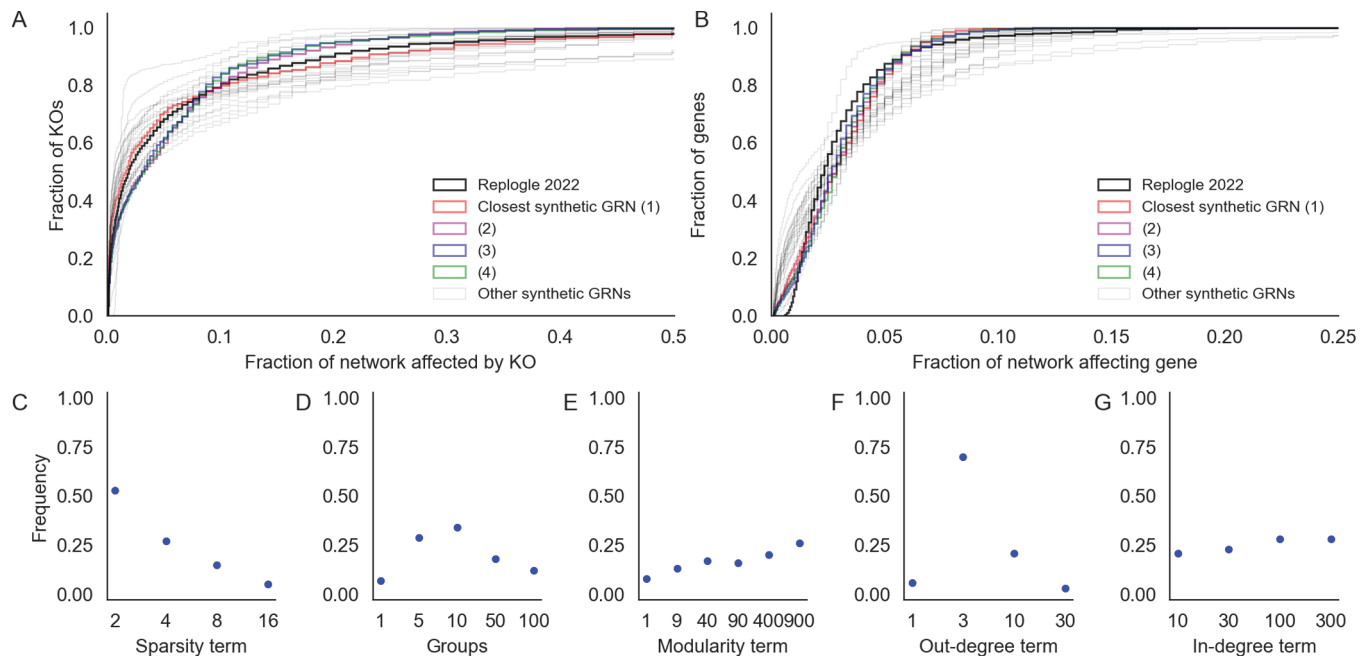 A
B
1.0
0.8
0.6
0.4
0.2
0.0
Fraction of KOs
Replogle 2022
Closest synthetic GRN (1)
(2)
(3)
(4)
Other synthetic GRNs
0.0 0.1 0.2 0.3 0.4 0.5
Fraction of network affected by KO
1.0
0.8
0.6
0.4
0.2
0.0
Fraction of genes
Replogle 2022
Closest synthetic GRN (1)
(2)
(3)
(4)
Other synthetic GRNs
0.00 0.05 0.10 0.15 0.20 0.25
Fraction of network affecting gene
C
1.00
0.75
0.50
0.25
0.00
Frequency
2 4 8 16
Sparsity term
D
1.00
0.75
0.50
0.25
0.00
1 5 10 50 100
Groups
E
1.00
0.75
0.50
0.25
0.00
1 9 40 90 400 900
Modularity term
F
1.00
0.75
0.50
0.25
0.00
1 3 10 30
Out-degree term
G
1.00
0.75
0.50
0.25
0.00
10 30 100 300
In-degree term